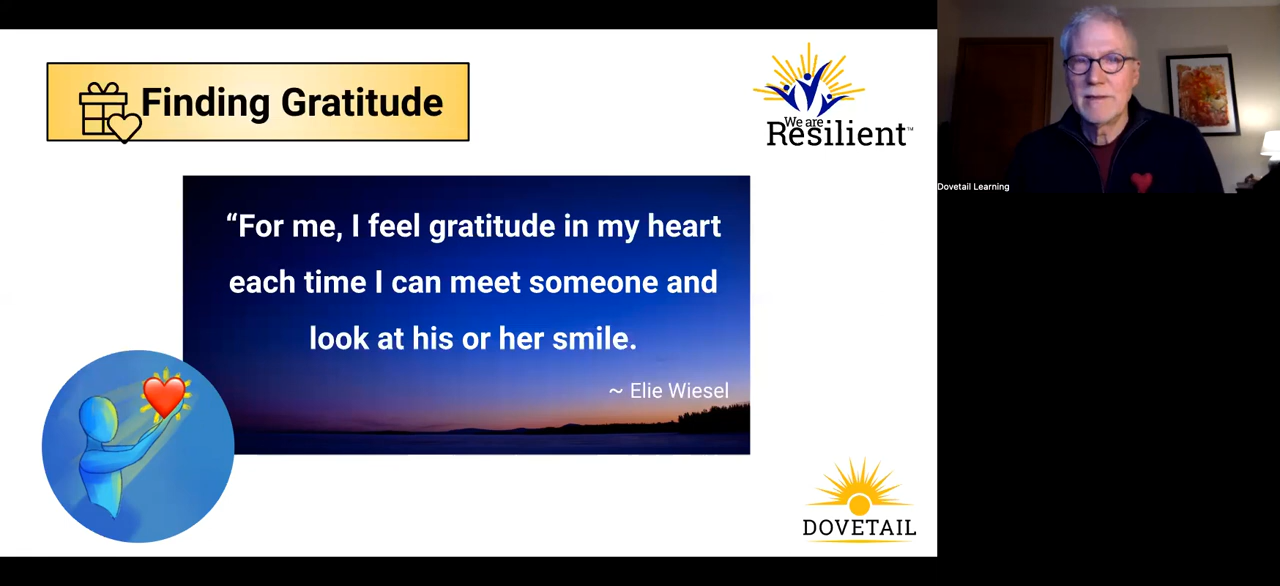 Finding Gratitude
We are
Resilient™
“For me, I feel gratitude in my heart
each time I can meet someone and
look at his or her smile.
~ Elie Wiesel
DOVETAIL
Dovetail Learning